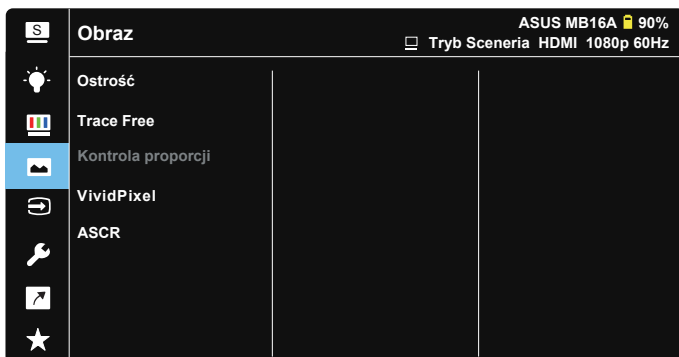 S
Obraz
ASUS MB16A 90%
Tryb Sceneria HDMI 1080p 60Hz
Ostrość
Trace Free
Kontrola proporcji
VividPixel
ASCR